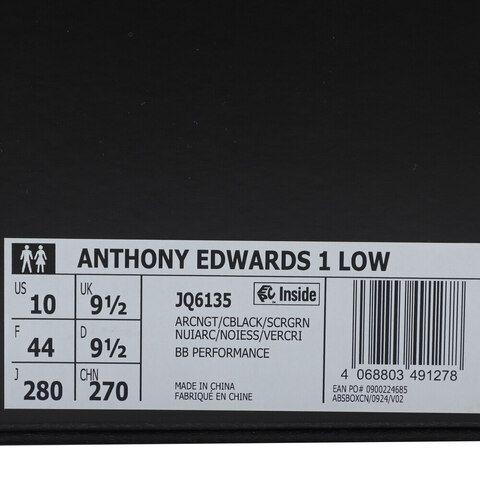 ANTHONY EDWARDS 1 LOW
US 10 UK 9½
F 44 D 9½
J 280 CHN 270
JQ6135 Inside
ARCNGT/CBLACK/SCRGRN
NUIARC/NOIESS/VERCRI
BB PERFORMANCE
MADE IN CHINA
FABRIQUÉ EN CHINE
4 068803 491278
EAN PO# 0900224685
ABSBOXCN/0924/V02